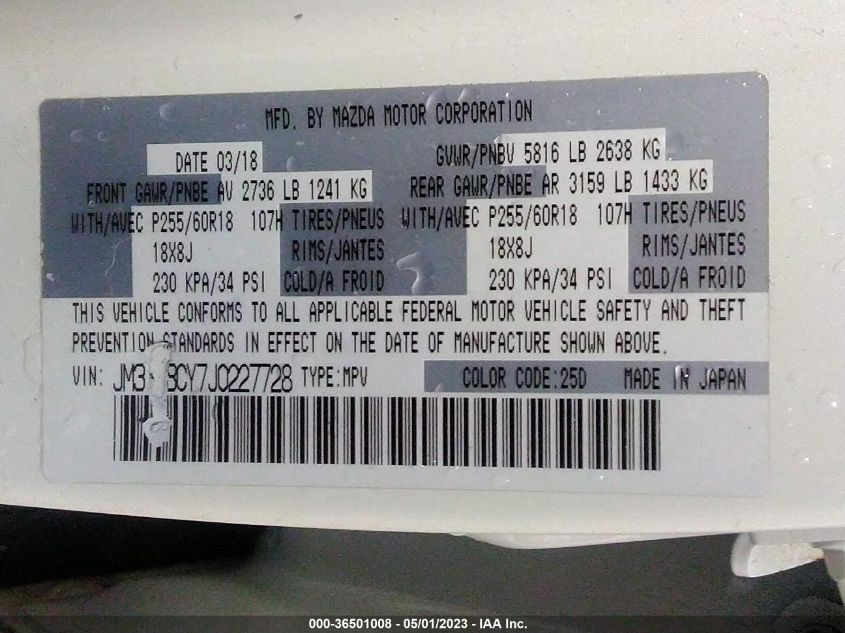 MFD. BY MAZDA MOTOR CORPORATION
DATE 03/18 GVWR/PNBV 5816 LB 2638 KG
FRONT GAWR/PNBE AV 2736 LB 1241 KG REAR GAWR/PNBE AR 3159 LB 1433 KG
WITH/AVEC P255/60R18 107H TIRES/PNEUS WITH/AVEC P255/60R18 107H TIRES/PNEUS
18X8J RIMS/JANTES 18X8J RIMS/JANTES
230 KPA/34 PSI COLD/A FROID 230 KPA/34 PSI COLD/A FROID
THIS VEHICLE CONFORMS TO ALL APPLICABLE FEDERAL MOTOR VEHICLE SAFETY AND THEFT
PREVENTION STANDARDS IN EFFECT ON THE DATE OF MANUFACTURE SHOWN ABOVE.
VIN: JM3 BCY7J0227728 TYPE:MPV COLOR CODE:25D MADE IN JAPAN
000-36501008 - 05/01/2023 - IAA Inc.